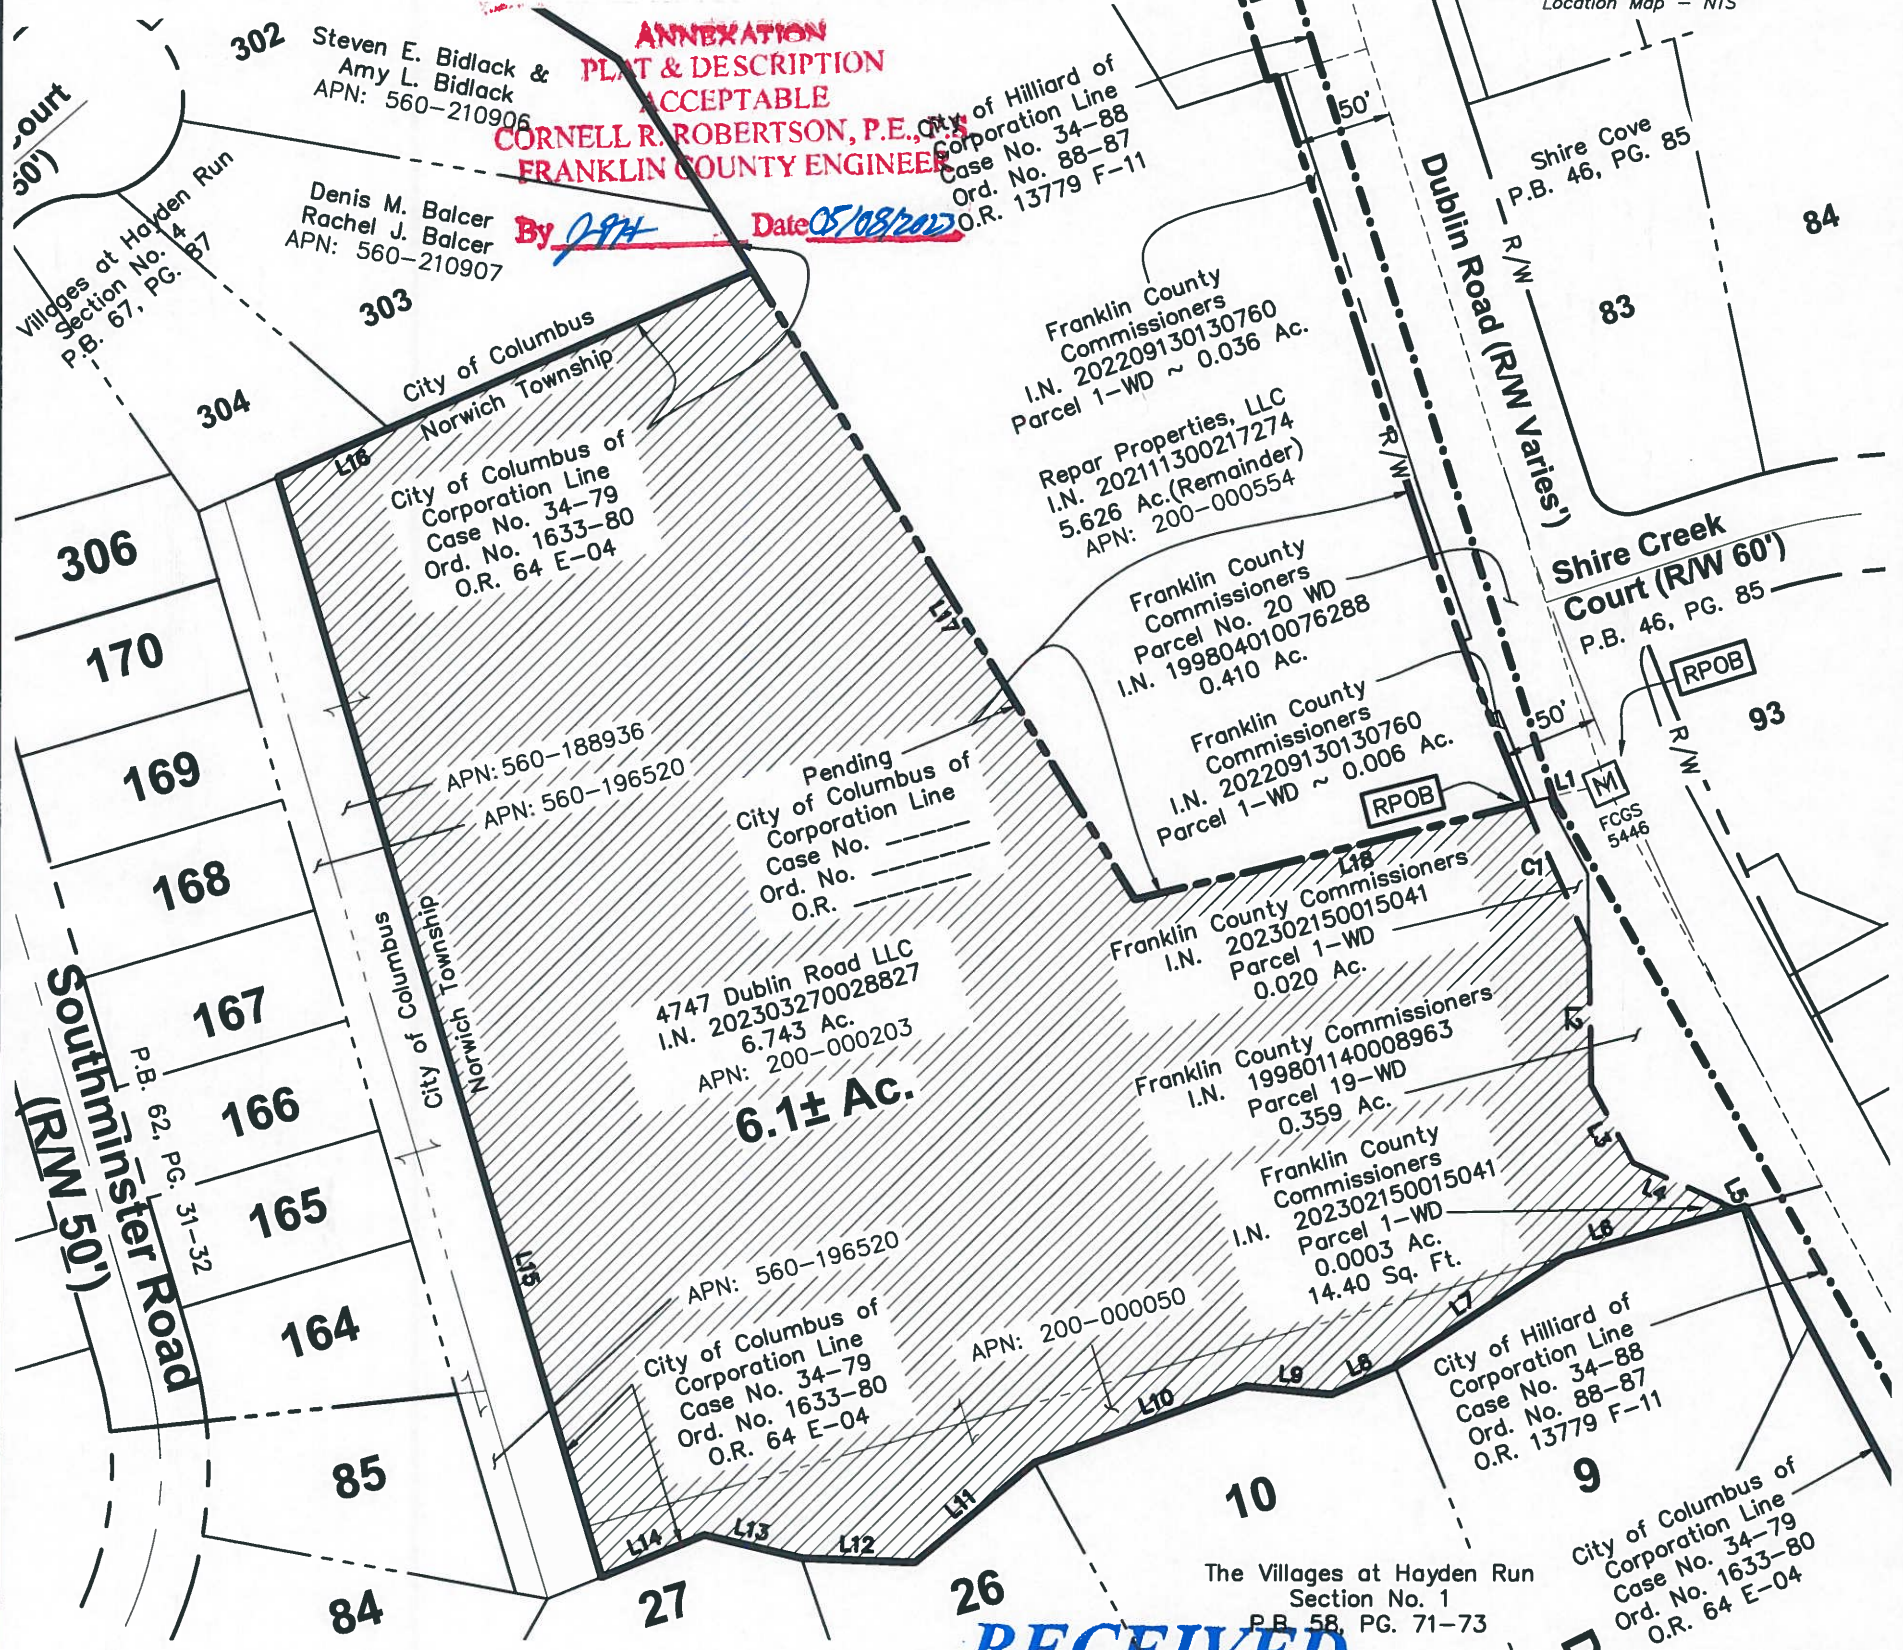 Location Map – NTS
302
Steven E. Bidlack &
Amy L. Bidlack
APN: 560-210906
ANNEXATION
PLAT & DESCRIPTION
ACCEPTABLE
CORNELL R. ROBERTSON, P.E., P.S.
FRANKLIN COUNTY ENGINEER
By Date 05/08/2023
City of Hilliard of
Corporation Line
Case No. 34-88
Ord. No. 88-87
O.R. 13779 F-11
50'
Dublin Road (R/W Varies')
R/W
Shire Cove
P.B. 46, PG. 85
84
83
Court
50')
Villages at Hayden Run
Section No. 4
P.B. 67, PG. 87
Denis M. Balcer
Rachel J. Balcer
APN: 560-210907
303
304
City of Columbus
Norwich Township
L16
City of Columbus of
Corporation Line
Case No. 34-79
Ord. No. 1633-80
O.R. 64 E-04
Franklin County
Commissioners
I.N. 202209130130760
Parcel 1-WD ~ 0.036 Ac.
Repar Properties, LLC
I.N. 202111300217274
5.626 Ac.(Remainder)
APN: 200-000554
R/W
Franklin County
Commissioners
Parcel No. 20 WD
I.N. 199804010076288
0.410 Ac.
Franklin County
Commissioners
I.N. 202209130130760
Parcel 1-WD ~ 0.006 Ac.
Shire Creek
Court (R/W 60')
P.B. 46, PG. 85
RPOB
R/W
93
50'
L1
FCGS
5446
RPOB
L17
L18
C1
306
170
169
168
167
166
165
164
85
84
Southminster Road
(R/W 50')
P.B. 62, PG. 31-32
APN: 560-188936
APN: 560-196520
Pending
City of Columbus of
Corporation Line
Case No.
Ord. No.
O.R.
City of Columbus
Norwich Township
4747 Dublin Road LLC
I.N. 202303270028827
6.743 Ac.
APN: 200-000203
6.1± Ac.
Franklin County Commissioners
I.N. 202302150015041
Parcel 1-WD
0.020 Ac.
L2
Franklin County Commissioners
I.N. 199801140008963
Parcel 19-WD
0.359 Ac.
L3
Franklin County
Commissioners
I.N. 202302150015041
Parcel 1-WD
0.0003 Ac.
14.40 Sq. Ft.
L4
L5
L6
L7
L8
L9
L10
L11
L12
L13
L14
L15
APN: 560-196520
City of Columbus of
Corporation Line
Case No. 34-79
Ord. No. 1633-80
O.R. 64 E-04
APN: 200-000050
City of Hilliard of
Corporation Line
Case No. 34-88
Ord. No. 88-87
O.R. 13779 F-11
9
10
26
27
City of Columbus of
Corporation Line
Case No. 34-79
Ord. No. 1633-80
O.R. 64 E-04
The Villages at Hayden Run
Section No. 1
P.B. 58, PG. 71-73
RECEIVED